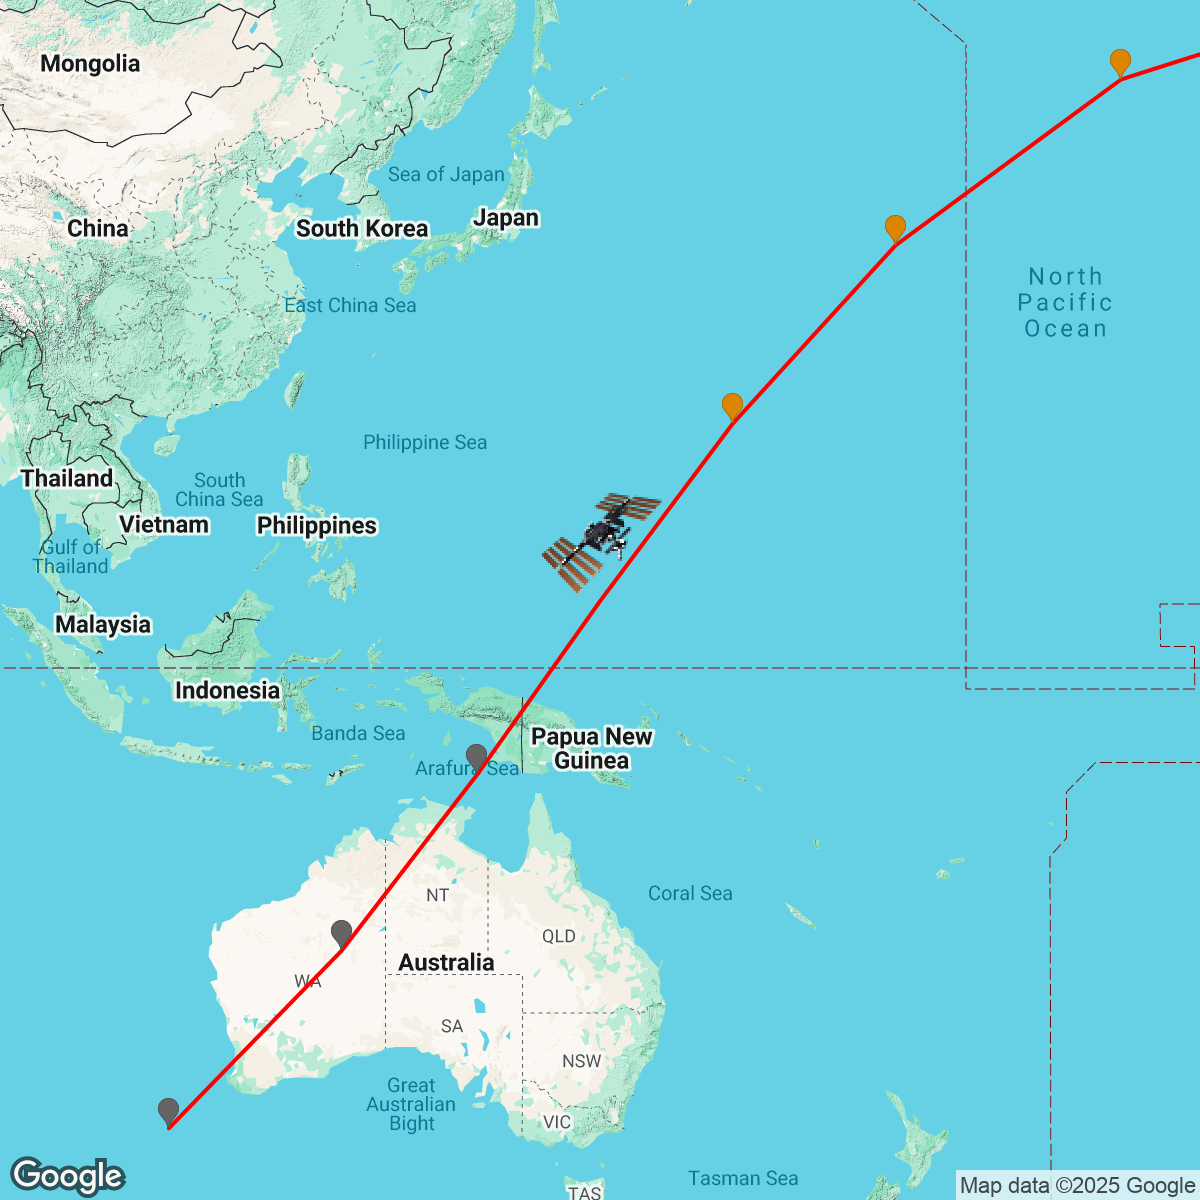 Mongolia
Sea of Japan
Japan
China
South Korea
North
Pacific
Ocean
East China Sea
Philippine Sea
Thailand
South
China Sea
Vietnam
Philippines
Gulf of
Thailand
Malaysia
Indonesia
Banda Sea
Papua New
Guinea
Arafura Sea
NT
Coral Sea
QLD
Australia
WA
SA
NSW
Great
Australian
Bight
VIC
Tasman Sea
TAS
Google
Map data ©2025 Google